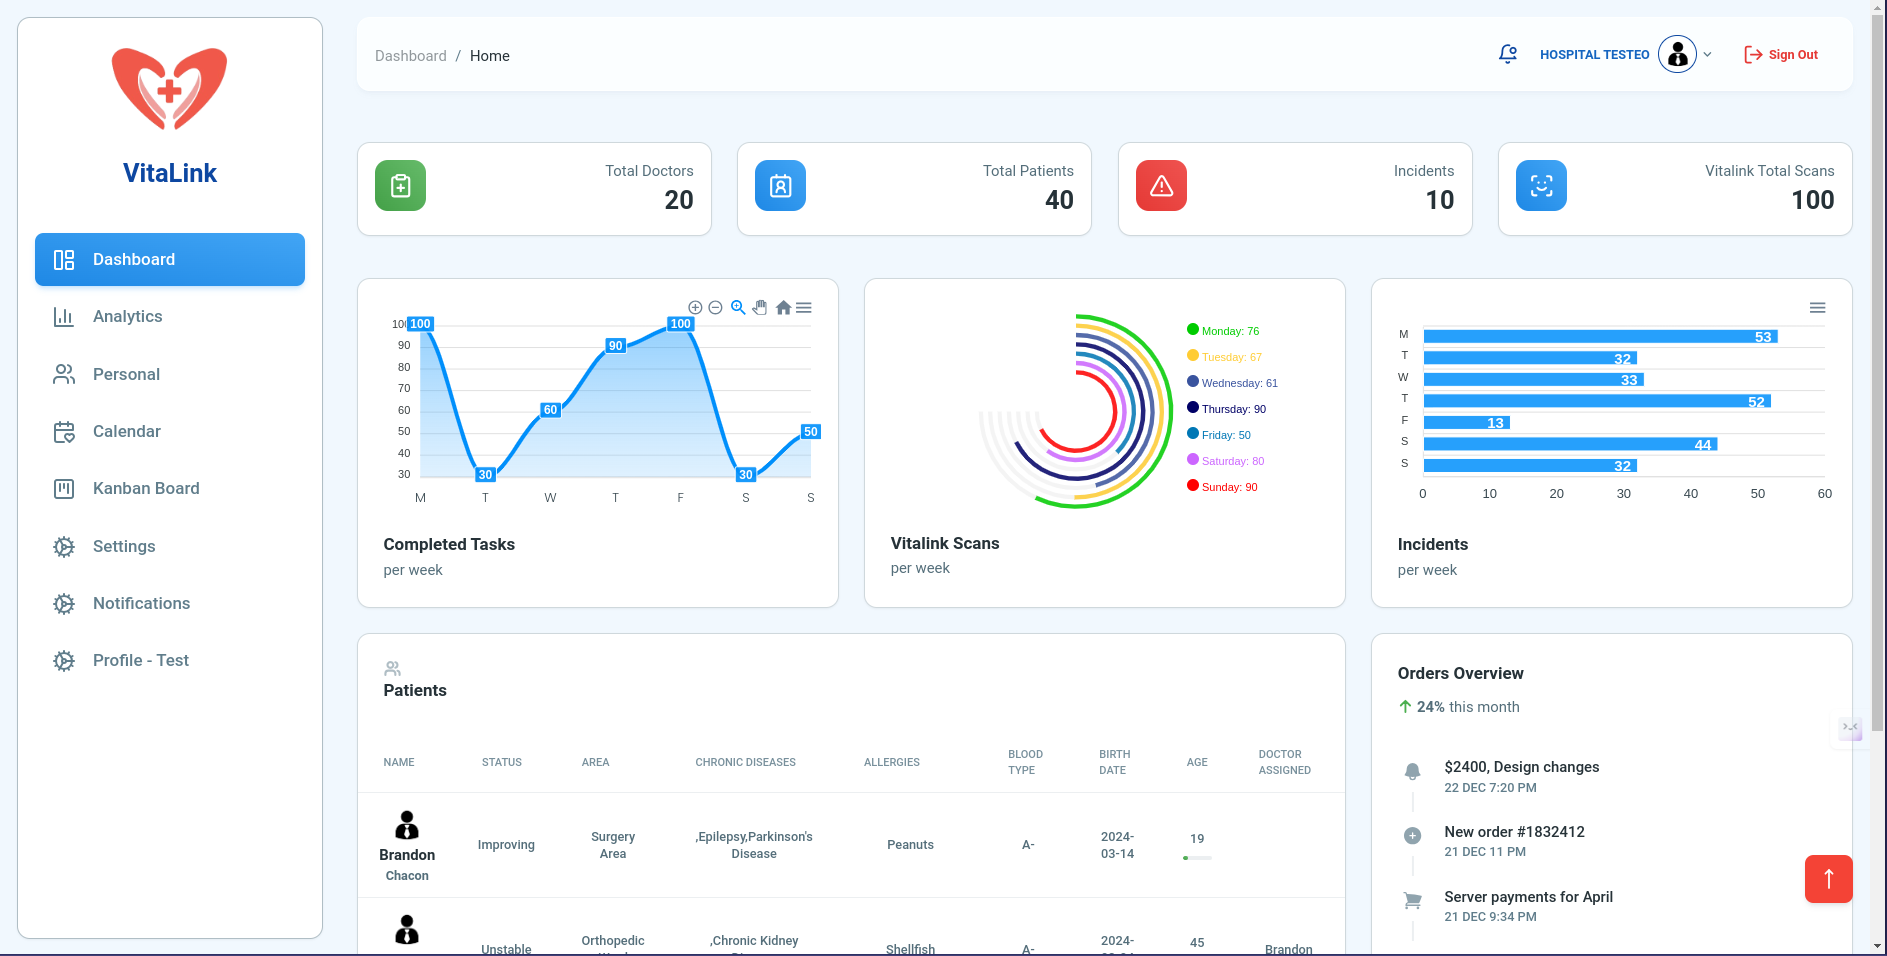 VitaLink
Dashboard
Analytics
Personal
Calendar
Kanban Board
Settings
Notifications
Profile - Test
Dashboard / Home
HOSPITAL TESTEO
Sign Out
Total Doctors
20
Total Patients
40
Incidents
10
Vitalink Total Scans
100
100
90
80
70
60
50
40
30
100
30
60
90
100
30
50
M T W T F S S
Completed Tasks
per week
Monday: 76
Tuesday: 67
Wednesday: 61
Thursday: 90
Friday: 50
Saturday: 80
Sunday: 90
Vitalink Scans
per week
M 53
T 32
W 33
T 52
F 13
S 44
S 32
0 10 20 30 40 50 60
Incidents
per week
Patients
NAME STATUS AREA CHRONIC DISEASES ALLERGIES BLOOD TYPE BIRTH DATE AGE DOCTOR ASSIGNED
Brandon
Chacon
Improving
Surgery
Area
,Epilepsy,Parkinson's
Disease
Peanuts
A-
2024-
03-14
19
Unstable
Orthopedic
,Chronic Kidney
Shellfish
A-
2024-
45
Brandon
Orders Overview
24% this month
$2400, Design changes
22 DEC 7:20 PM
New order #1832412
21 DEC 11 PM
Server payments for April
21 DEC 9:34 PM